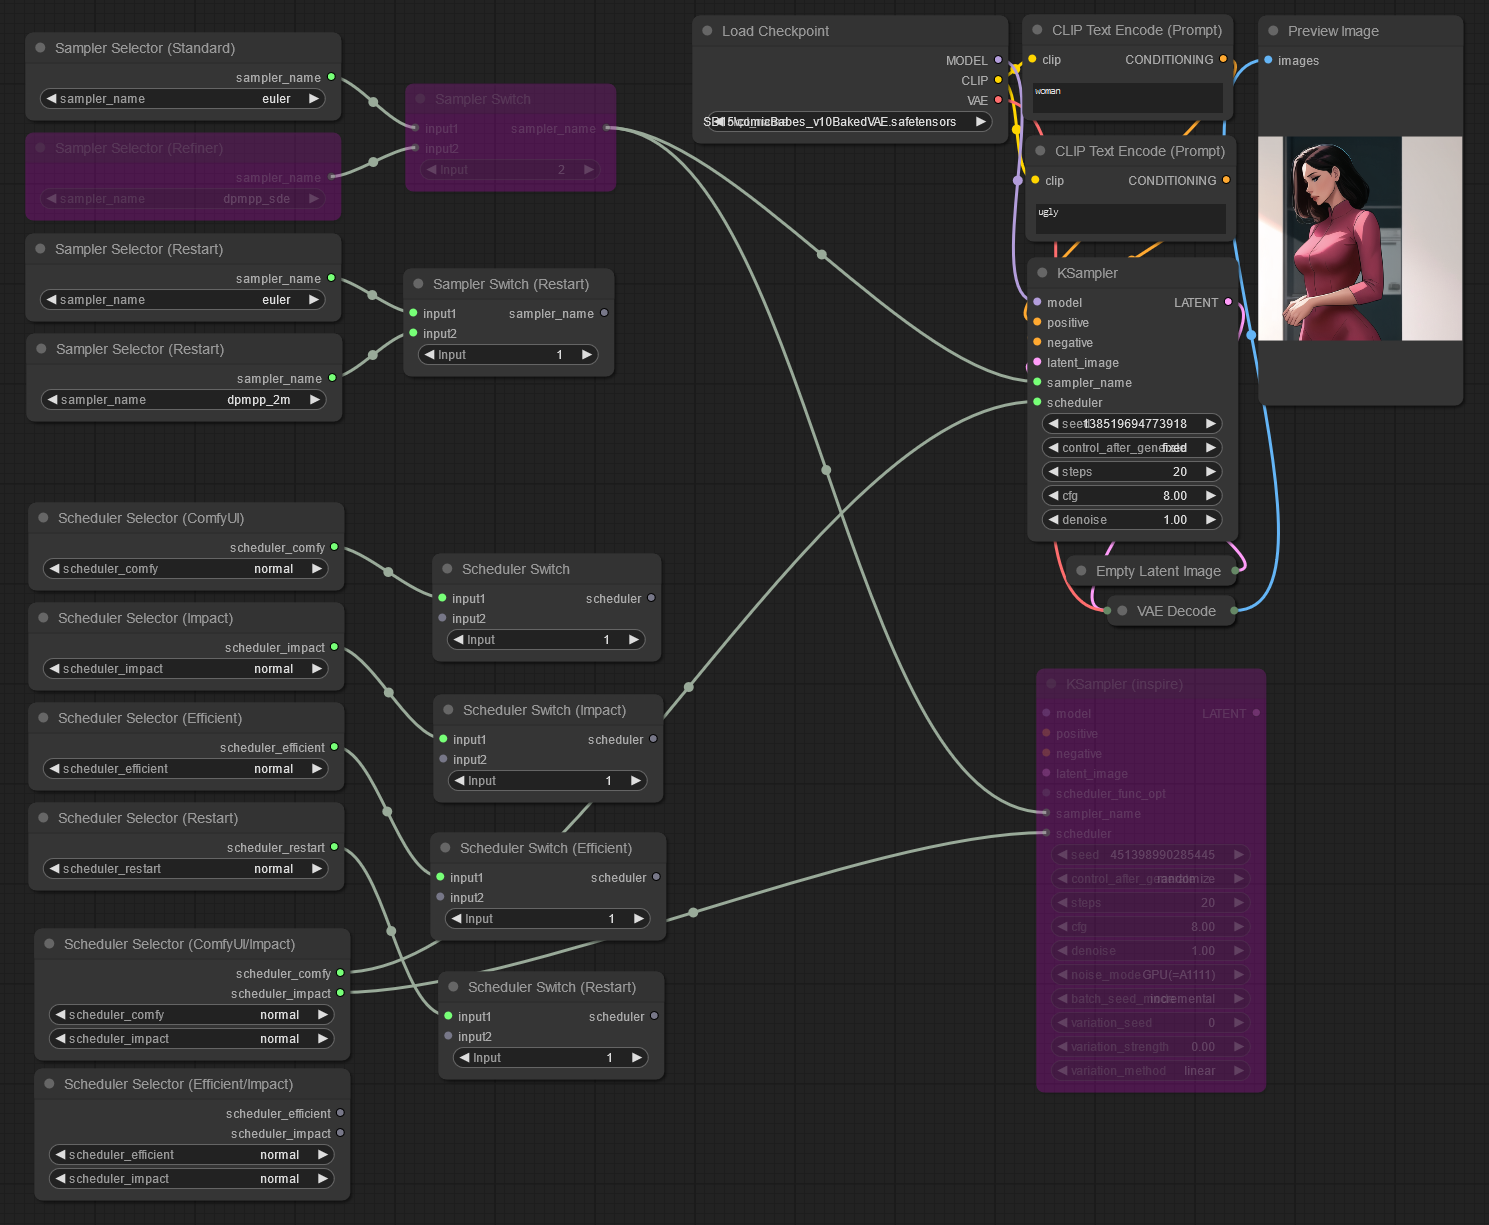 Sampler Selector (Standard)
sampler_name
sampler_name euler
Sampler Selector (Refiner)
sampler_name
sampler_name dpmpp_sde
Sampler Selector (Restart)
sampler_name
sampler_name euler
Sampler Selector (Restart)
sampler_name
sampler_name dpmpp_2m
Sampler Switch
input1 sampler_name
input2
Input 2
Sampler Switch (Restart)
input1 sampler_name
input2
Input 1
Scheduler Selector (ComfyUI)
scheduler_comfy
scheduler_comfy normal
Scheduler Selector (Impact)
scheduler_impact
scheduler_impact normal
Scheduler Selector (Efficient)
scheduler_efficient
scheduler_efficient normal
Scheduler Selector (Restart)
scheduler_restart
scheduler_restart normal
Scheduler Selector (ComfyUI/Impact)
scheduler_comfy
scheduler_impact
scheduler_comfy normal
scheduler_impact normal
Scheduler Selector (Efficient/Impact)
scheduler_efficient
scheduler_impact
scheduler_efficient normal
scheduler_impact normal
Scheduler Switch
input1 scheduler
input2
Input 1
Scheduler Switch (Impact)
input1 scheduler
input2
Input 1
Scheduler Switch (Efficient)
input1 scheduler
input2
Input 1
Scheduler Switch (Restart)
input1 scheduler
input2
Input 1
Load Checkpoint
MODEL
CLIP
VAE
CLIP Text Encode (Prompt)
clip CONDITIONING
woman
CLIP Text Encode (Prompt)
clip CONDITIONING
ugly
KSampler
model LATENT
positive
negative
latent_image
sampler_name
scheduler
seed 138519694773918
control_after_generate fixed
steps 20
cfg 8.00
denoise 1.00
Empty Latent Image
VAE Decode
Preview Image
images
KSampler (inspire)
model LATENT
positive
negative
latent_image
scheduler_func_opt
sampler_name
scheduler
seed 451398990285445
control_after_generate randomize
steps 20
cfg 8.00
denoise 1.00
noise_mode GPU(=A1111)
batch_seed_mode incremental
variation_seed 0
variation_strength 0.00
variation_method linear